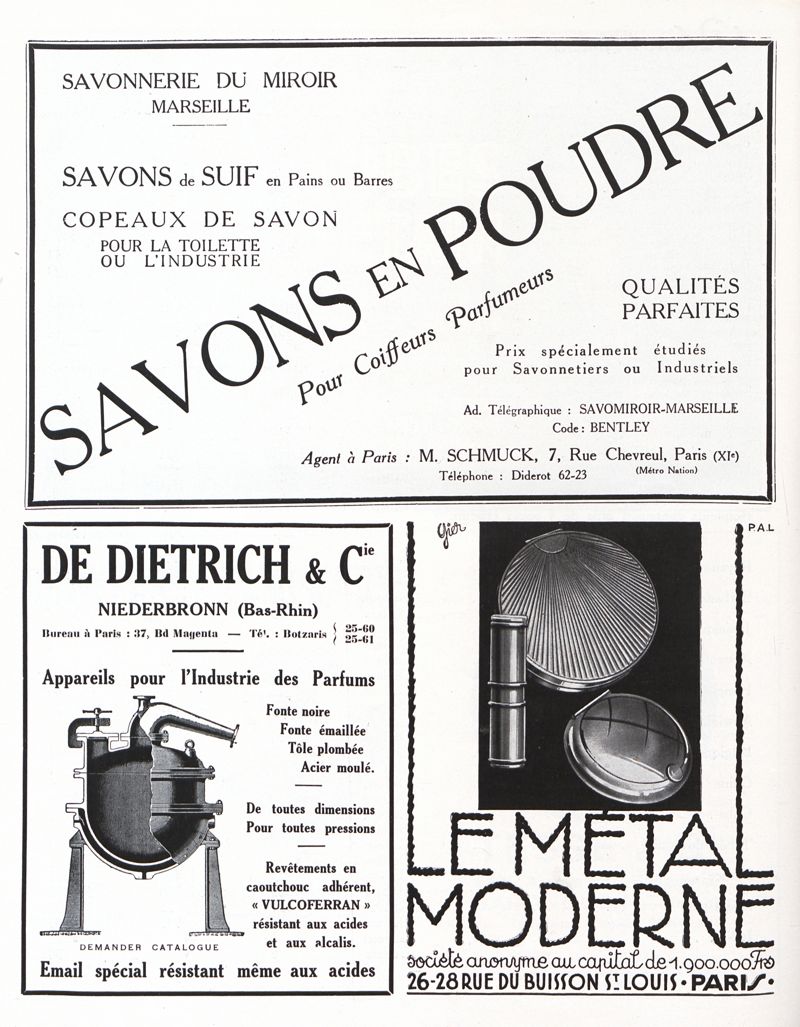 SAVONNERIE DU MIROIR
MARSEILLE
SAVONS de SUIF en Pains ou Barres
COPEAUX DE SAVON
POUR LA TOILETTE
OU L'INDUSTRIE
SAVONS EN POUDRE
Pour Coiffeurs Parfumeurs
QUALITÉS
PARFAITES
Prix spécialement étudiés
pour Savonnetiers ou Industriels
Ad. Télégraphique : SAVOMIROIR-MARSEILLE
Code : BENTLEY
Agent à Paris : M. SCHMUCK, 7, Rue Chevreul, Paris (XIe)
Téléphone : Diderot 62-23
(Métro Nation)
DE DIETRICH & Cie
NIEDERBRONN (Bas-Rhin)
Bureau à Paris : 37, Bd Magenta — Tél. : Botzaris { 25-60
25-61
Appareils pour l'Industrie des Parfums
Fonte noire
Fonte émaillée
Tôle plombée
Acier moulé.
De toutes dimensions
Pour toutes pressions
Revêtements en
caoutchouc adhérent,
« VULCOFERRAN »
résistant aux acides
et aux alcalis.
DEMANDER CATALOGUE
Email spécial résistant même aux acides
Gier
P.A.L
LE MÉTAL
MODERNE
société anonyme au capital de 1.900.000 Frs
26-28 RUE DU BUISSON ST LOUIS • PARIS •